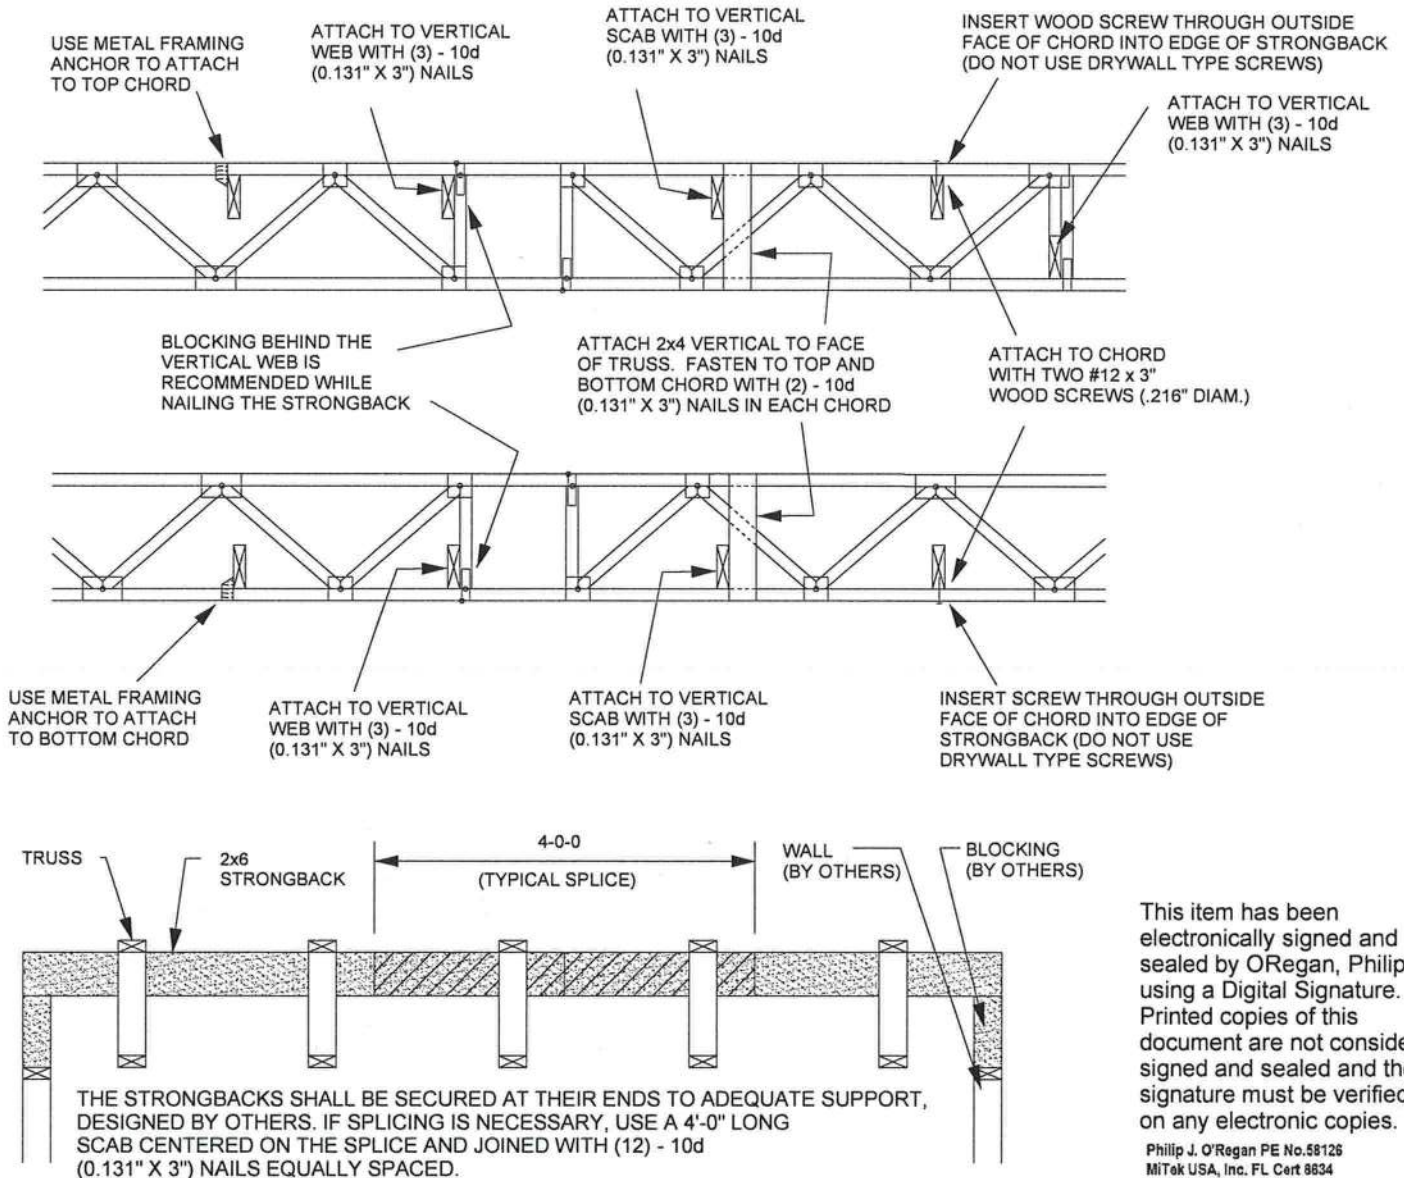 USE METAL FRAMING
ANCHOR TO ATTACH
TO TOP CHORD
ATTACH TO VERTICAL
WEB WITH (3) - 10d
(0.131" X 3") NAILS
ATTACH TO VERTICAL
SCAB WITH (3) - 10d
(0.131" X 3") NAILS
INSERT WOOD SCREW THROUGH OUTSIDE
FACE OF CHORD INTO EDGE OF STRONGBACK
(DO NOT USE DRYWALL TYPE SCREWS)
ATTACH TO VERTICAL
WEB WITH (3) - 10d
(0.131" X 3") NAILS
BLOCKING BEHIND THE
VERTICAL WEB IS
RECOMMENDED WHILE
NAILING THE STRONGBACK
ATTACH 2x4 VERTICAL TO FACE
OF TRUSS. FASTEN TO TOP AND
BOTTOM CHORD WITH (2) - 10d
(0.131" X 3") NAILS IN EACH CHORD
ATTACH TO CHORD
WITH TWO #12 x 3"
WOOD SCREWS (.216" DIAM.)
USE METAL FRAMING
ANCHOR TO ATTACH
TO BOTTOM CHORD
ATTACH TO VERTICAL
WEB WITH (3) - 10d
(0.131" X 3") NAILS
ATTACH TO VERTICAL
SCAB WITH (3) - 10d
(0.131" X 3") NAILS
INSERT SCREW THROUGH OUTSIDE
FACE OF CHORD INTO EDGE OF
STRONGBACK (DO NOT USE
DRYWALL TYPE SCREWS)
TRUSS
2x6
STRONGBACK
4-0-0
(TYPICAL SPLICE)
WALL
(BY OTHERS)
BLOCKING
(BY OTHERS)
THE STRONGBACKS SHALL BE SECURED AT THEIR ENDS TO ADEQUATE SUPPORT,
DESIGNED BY OTHERS. IF SPLICING IS NECESSARY, USE A 4'-0" LONG
SCAB CENTERED ON THE SPLICE AND JOINED WITH (12) - 10d
(0.131" X 3") NAILS EQUALLY SPACED.
This item has been
electronically signed and
sealed by ORegan, Philip
using a Digital Signature.
Printed copies of this
document are not
signed and sealed and
signature must be verified
on any electronic copies.
Philip J. O'Regan PE No.58126
MiTek USA, Inc. FL Cert 6634